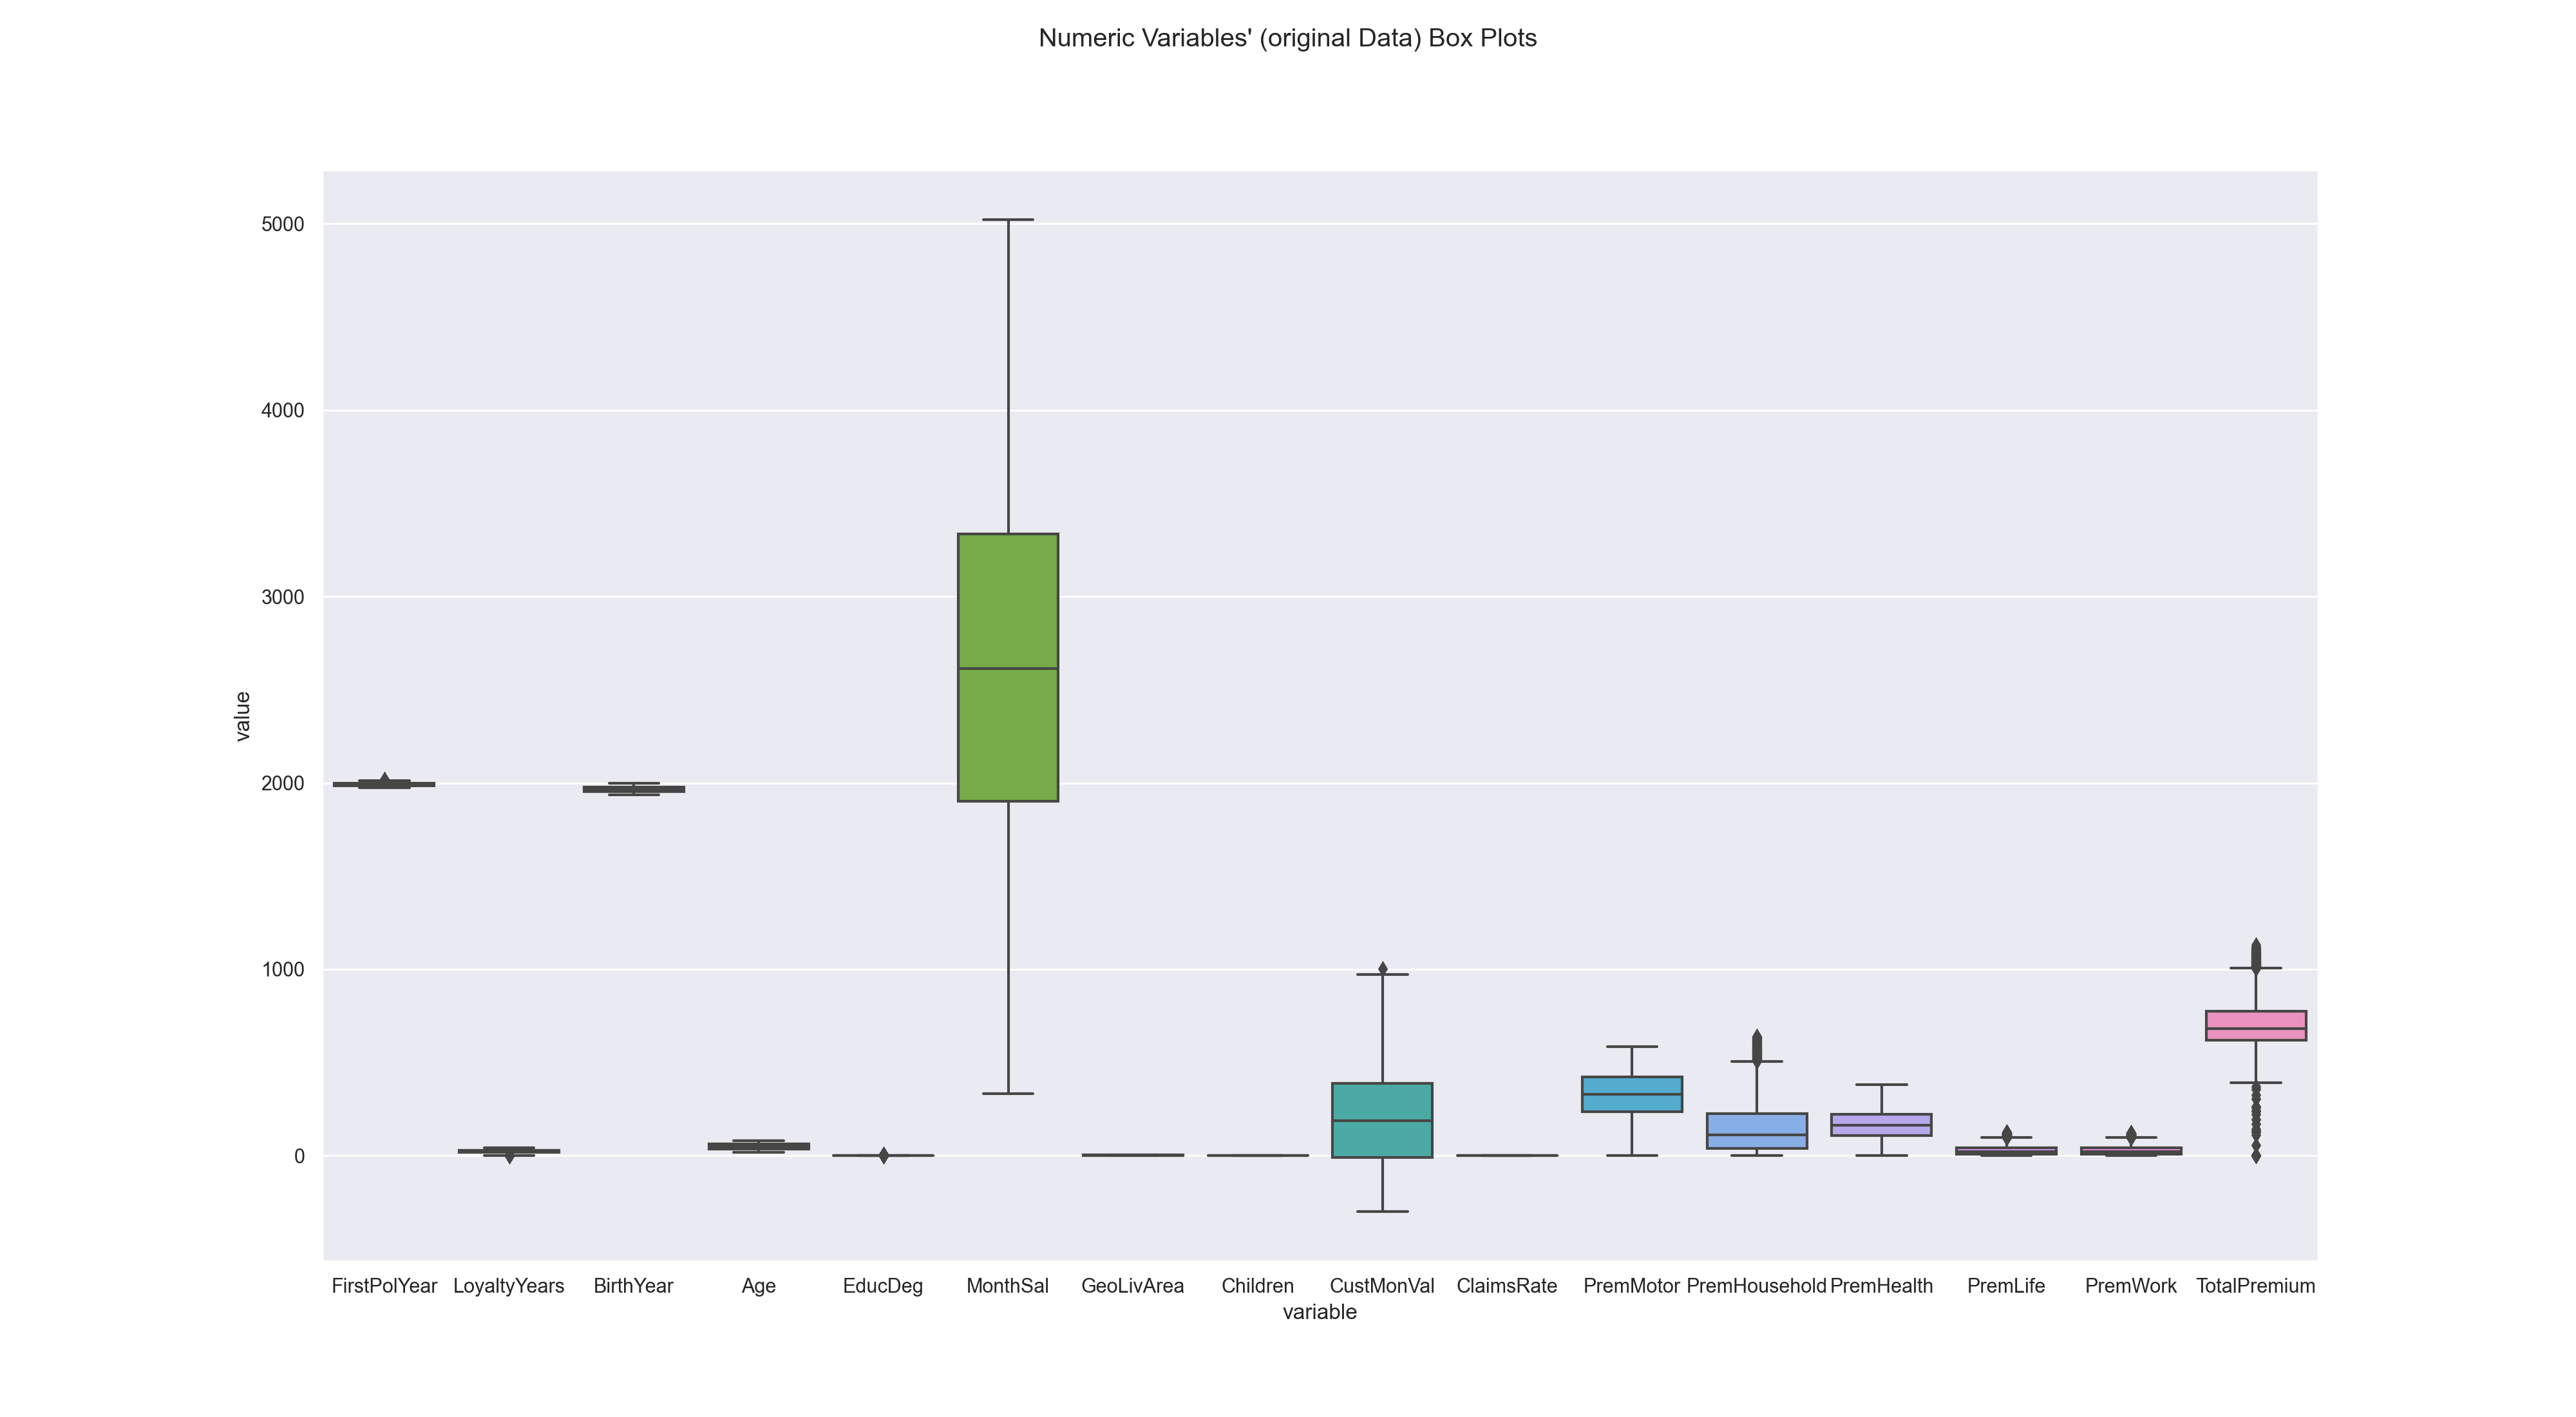 Numeric Variables' (original Data) Box Plots
5000
4000
3000
2000
1000
0
value
FirstPolYear LoyaltyYears BirthYear Age EducDeg MonthSal GeoLivArea Children CustMonVal ClaimsRate PremMotor PremHousehold PremHealth PremLife PremWork TotalPremium
variable